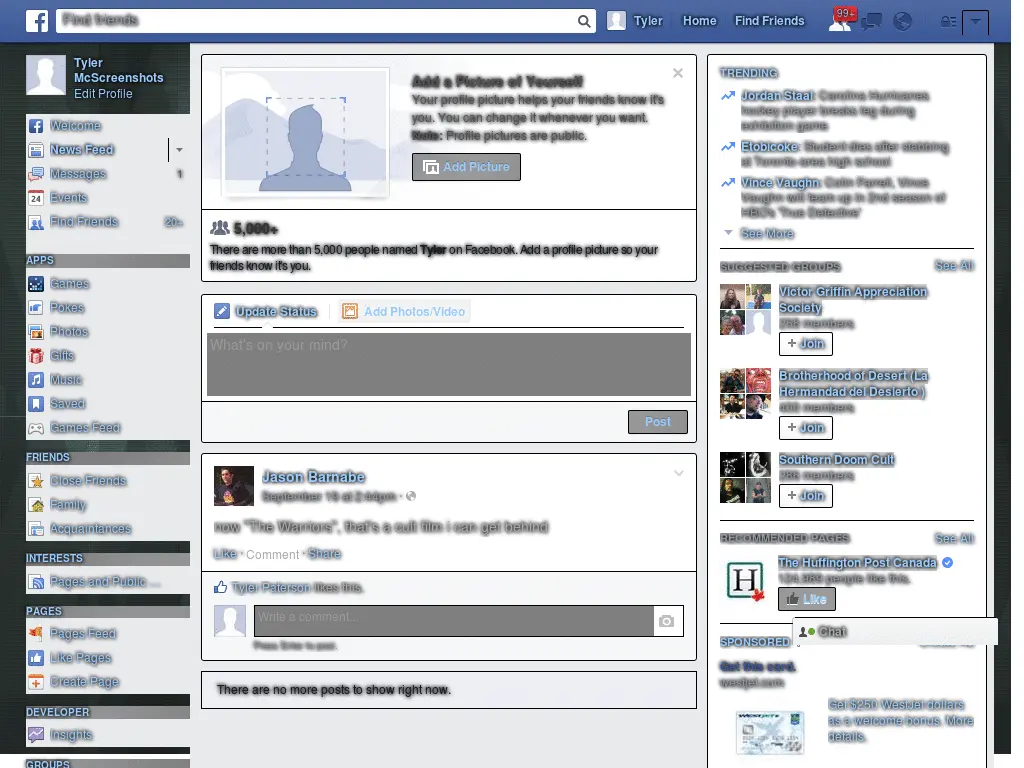 Find friends
Tyler
Home
Find Friends
99+
Tyler
McScreenshots
Edit Profile
Welcome
News Feed
Messages
1
24
Events
Find Friends
20+
APPS
Games
Pokes
Photos
Gifts
Music
Saved
Games Feed
FRIENDS
Close Friends
Family
Acquaintances
INTERESTS
Pages and Public ...
PAGES
Pages Feed
Like Pages
Create Page
DEVELOPER
Insights
GROUPS
Add a Picture of Yourself
Your profile picture helps your friends know it's
you. You can change it whenever you want.
Note: Profile pictures are public.
Add Picture
5,000+
There are more than 5,000 people named Tyler on Facebook. Add a profile picture so your
friends know it's you.
Update Status
Add Photos/Video
What's on your mind?
Post
Jason Barnabe
September 19 at 2:44pm ·
now "The Warriors", that's a cult film i can get behind
Like · Comment · Share
Tyler Paterson likes this.
Write a comment...
Press Enter to post.
There are no more posts to show right now.
TRENDING
Jordan Staal: Carolina Hurricanes
hockey player breaks leg during
exhibition game
Etobicoke: Student dies after stabbing
at Toronto-area high school
Vince Vaughn: Colin Farrell, Vince
Vaughn will team up in 2nd season of
HBO's 'True Detective'
See More
SUGGESTED GROUPS
See All
Victor Griffin Appreciation
Society
members
+ Join
Brotherhood of Desert (La
Hermandad del Desierto )
members
+ Join
Southern Doom Cult
members
+ Join
RECOMMENDED PAGES
See All
H
The Huffington Post Canada
124,989 people like this.
Like
Chat
SPONSORED
Get this card.
westjet.com
Get $250 WestJet dollars
as a welcome bonus. More
details.